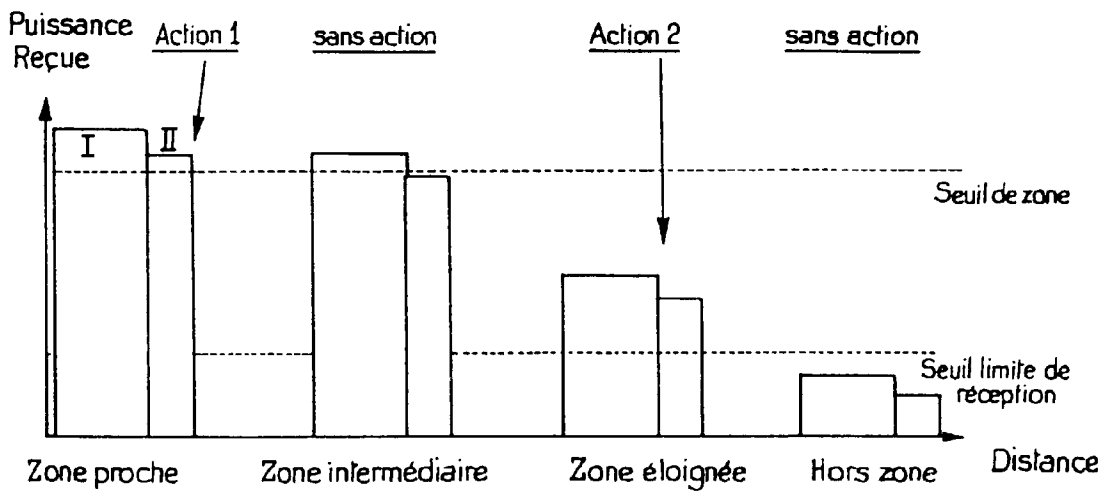 Puissance
Reçue
Action 1
sans action
Action 2
sans action
I
II
Seuil de zone
Seuil limite de
réception
Zone proche
Zone intermédiaire
Zone éloignée
Hors zone
Distance